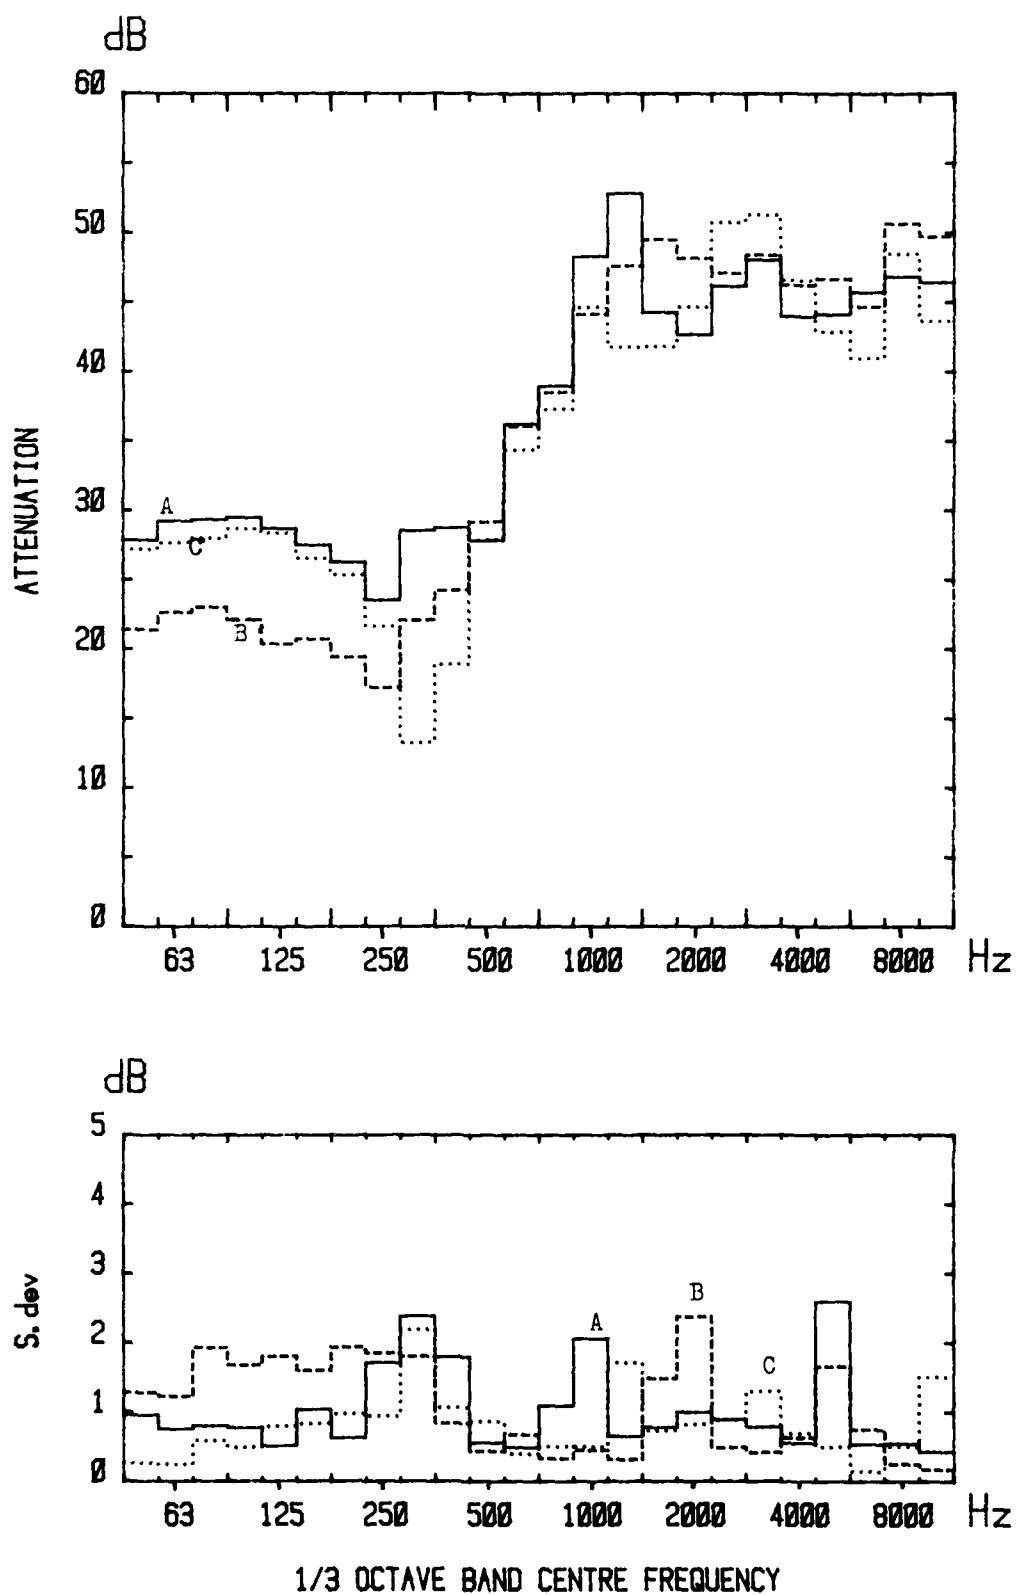 dB
60
50
40
30
20
10
0
ATTENUATION
A
C
B
63 125 250 500 1000 2000 4000 8000 Hz
dB
5
4
3
2
1
0
S.dev
A
B
C
63 125 250 500 1000 2000 4000 8000 Hz
1/3 OCTAVE BAND CENTRE FREQUENCY